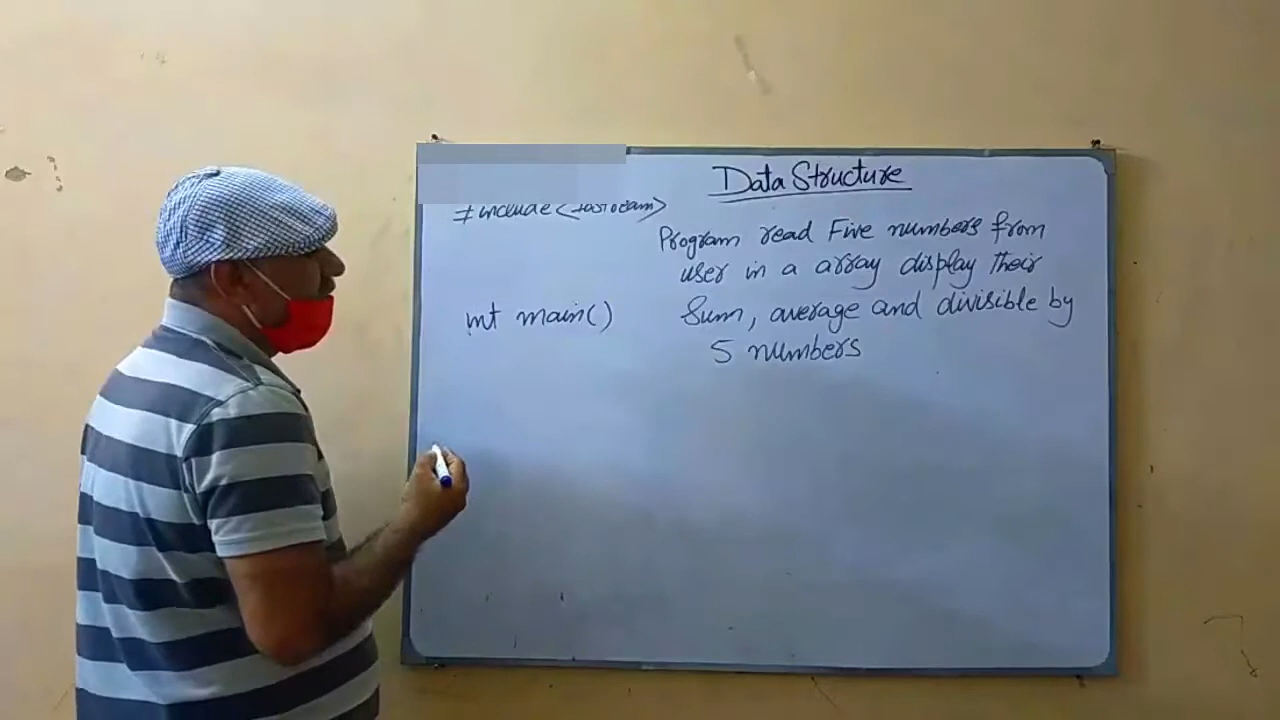 Data Structure
#include <iostream>
Program read Five numbers from
user in a array display their
int main()
Sum, average and divisible by
5 numbers